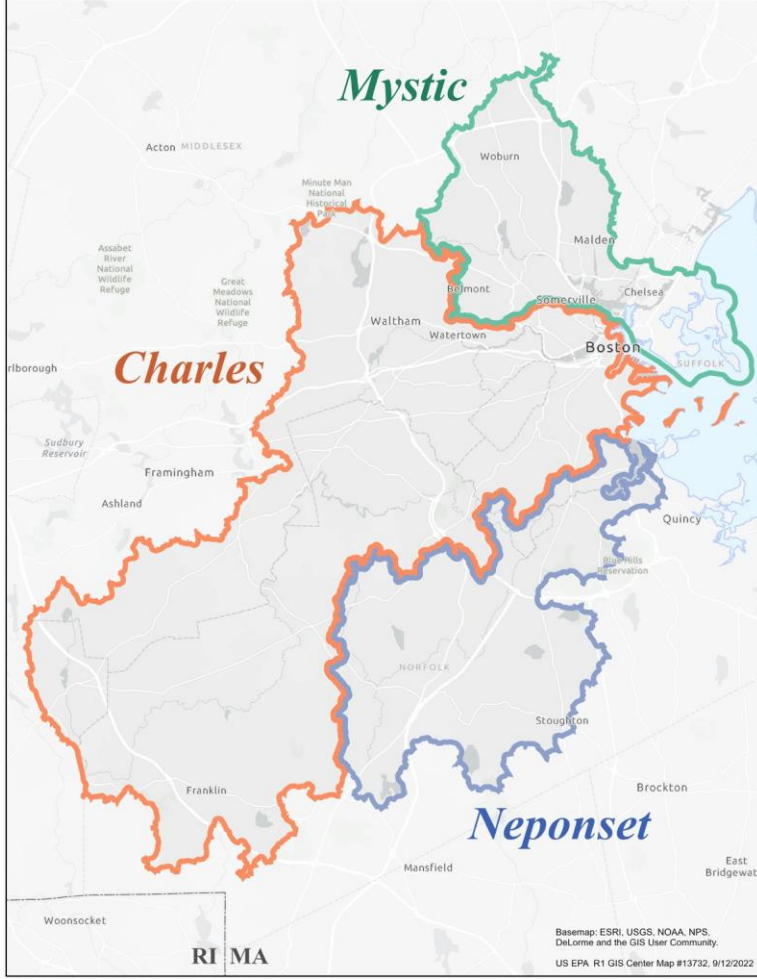 Mystic
Acton MIDDLESEX
Woburn
Minute Man
National
Historical
Park
Malden
Assabet
River
National
Wildlife
Refuge
Great
Meadows
National
Wildlife
Refuge
Belmont
Somerville
Chelsea
Waltham
Watertown
Boston
SUFFOLK
Charles
rlborough
Sudbury
Reservoir
Framingham
Ashland
Quincy
Blue Hills
Reservation
NORFOLK
Stoughton
Franklin
Brockton
Neponset
Mansfield
East
Bridgewat
Woonsocket
RI MA
Basemap: ESRI, USGS, NOAA, NPS,
DeLorme and the GIS User Community.
US EPA R1 GIS Center Map #13732, 9/12/2022